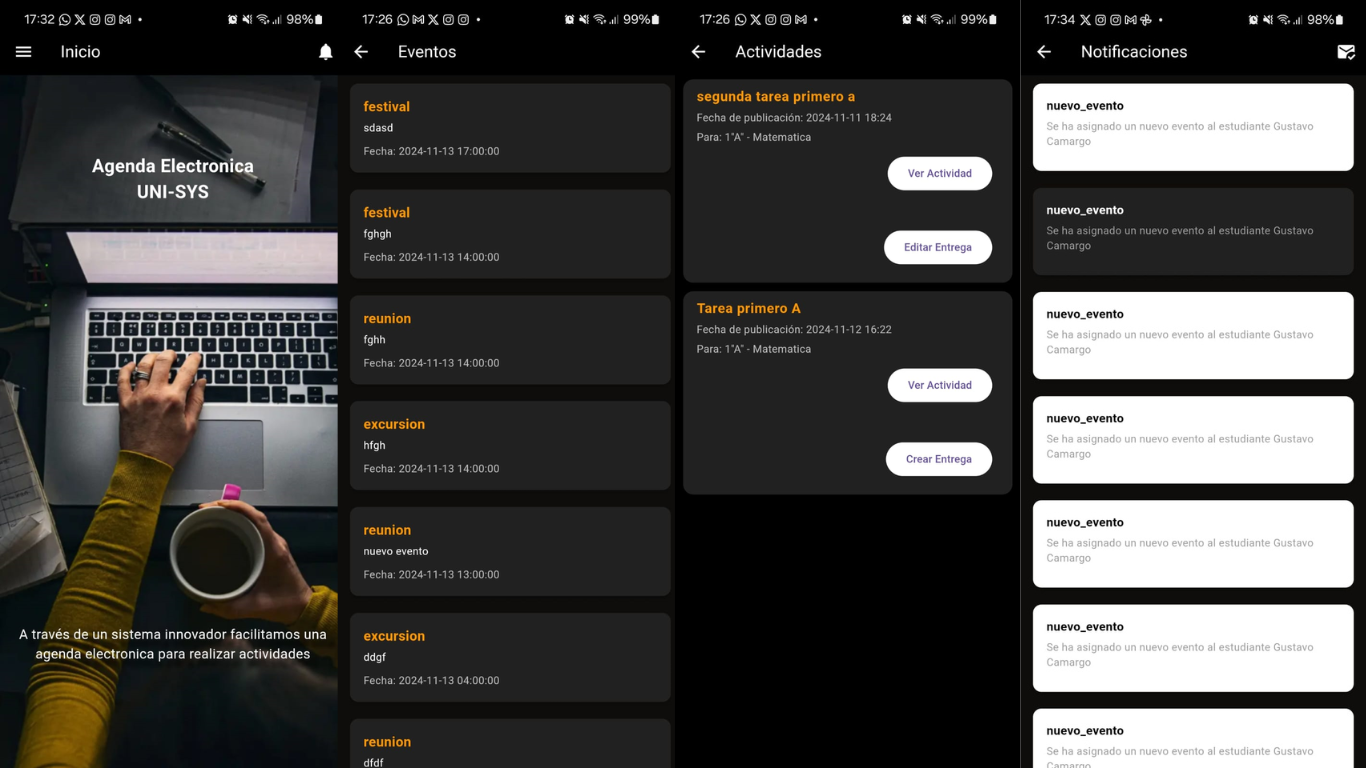 17:32
98%
Inicio
Agenda Electronica
UNI-SYS
A través de un sistema innovador facilitamos una
agenda electronica para realizar actividades
17:26
99%
Eventos
festival
sdasd
Fecha: 2024-11-13 17:00:00
festival
fghgh
Fecha: 2024-11-13 14:00:00
reunion
fghh
Fecha: 2024-11-13 14:00:00
excursion
hfgh
Fecha: 2024-11-13 14:00:00
reunion
nuevo evento
Fecha: 2024-11-13 13:00:00
excursion
ddgf
Fecha: 2024-11-13 04:00:00
reunion
dfdf
17:26
99%
Actividades
segunda tarea primero a
Fecha de publicación: 2024-11-11 18:24
Para: 1"A" - Matematica
Ver Actividad
Editar Entrega
Tarea primero A
Fecha de publicación: 2024-11-12 16:22
Para: 1"A" - Matematica
Ver Actividad
Crear Entrega
17:34
98%
Notificaciones
nuevo_evento
Se ha asignado un nuevo evento al estudiante Gustavo
Camargo
nuevo_evento
Se ha asignado un nuevo evento al estudiante Gustavo
Camargo
nuevo_evento
Se ha asignado un nuevo evento al estudiante Gustavo
Camargo
nuevo_evento
Se ha asignado un nuevo evento al estudiante Gustavo
Camargo
nuevo_evento
Se ha asignado un nuevo evento al estudiante Gustavo
Camargo
nuevo_evento
Se ha asignado un nuevo evento al estudiante Gustavo
Camargo
nuevo_evento
Se ha asignado un nuevo evento al estudiante Gustavo
Camargo